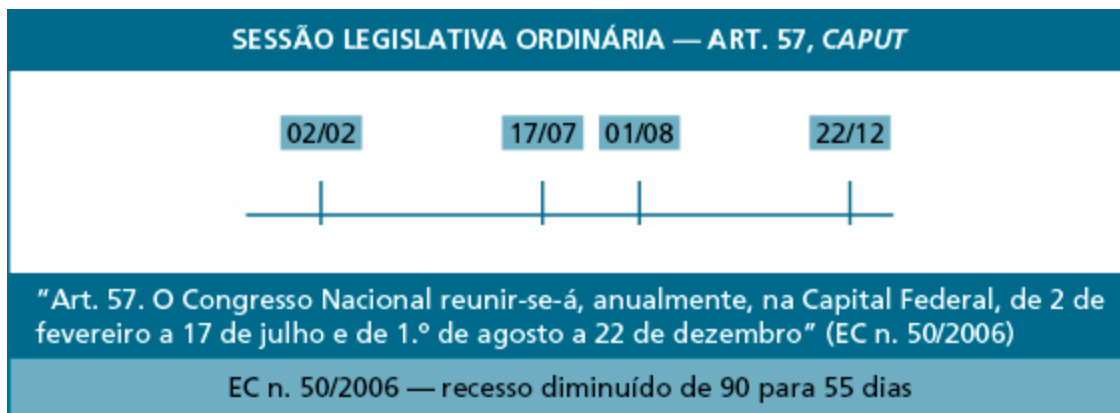 SESSÃO LEGISLATIVA ORDINÁRIA — ART. 57, CAPUT
02/02 17/07 01/08 22/12
"Art. 57. O Congresso Nacional reunir-se-á, anualmente, na Capital Federal, de 2 de
fevereiro a 17 de julho e de 1.º de agosto a 22 de dezembro" (EC n. 50/2006)
EC n. 50/2006 — recesso diminuído de 90 para 55 dias